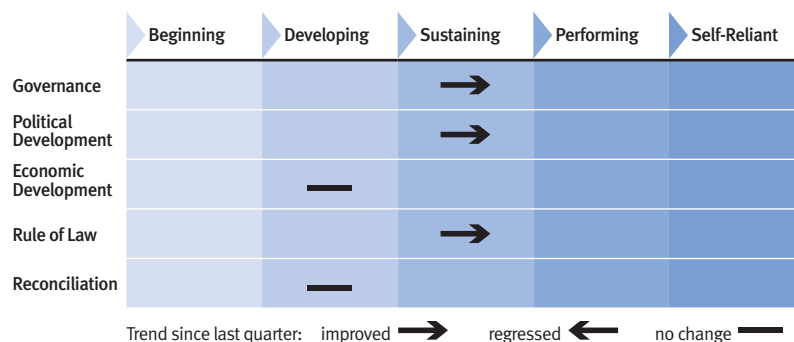 Beginning Developing Sustaining Performing Self-Reliant
Governance
Political
Development
Economic
Development
Rule of Law
Reconciliation
Trend since last quarter: improved regressed no change